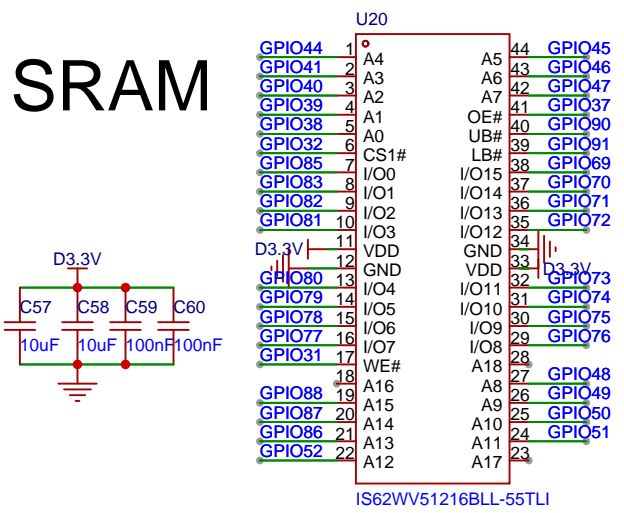 SRAM
U20
GPIO44 1 A4 A5 44 GPIO45
GPIO41 2 A3 A6 43 GPIO46
GPIO40 3 A2 A7 42 GPIO47
GPIO39 4 A1 OE# 41 GPIO37
GPIO38 5 A0 UB# 40 GPIO90
GPIO32 6 CS1# LB# 39 GPIO91
GPIO85 7 I/O0 I/O15 38 GPIO69
GPIO83 8 I/O1 I/O14 37 GPIO70
GPIO82 9 I/O2 I/O13 36 GPIO71
GPIO81 10 I/O3 I/O12 35 GPIO72
D3.3V 11 VDD GND 34
12 GND VDD 33 D3.3V
GPIO80 13 I/O4 I/O11 32 GPIO73
GPIO79 14 I/O5 I/O10 31 GPIO74
GPIO78 15 I/O6 I/O9 30 GPIO75
GPIO77 16 I/O7 I/O8 29 GPIO76
GPIO31 17 WE# A18 28
18 A16 A8 27 GPIO48
GPIO88 19 A15 A9 26 GPIO49
GPIO87 20 A14 A10 25 GPIO50
GPIO86 21 A13 A11 24 GPIO51
GPIO52 22 A12 A17 23
IS62WV51216BLL-55TLI
D3.3V
C57 C58 C59 C60
10uF 10uF 100nF 100nF